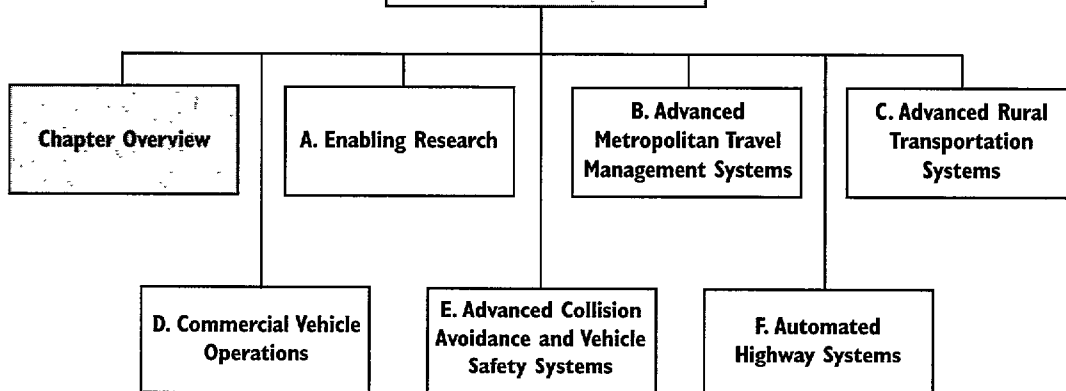 Chapter Overview
A. Enabling Research
B. Advanced
Metropolitan Travel
Management Systems
C. Advanced Rural
Transportation
Systems
D. Commercial Vehicle
Operations
E. Advanced Collision
Avoidance and Vehicle
Safety Systems
F. Automated
Highway Systems